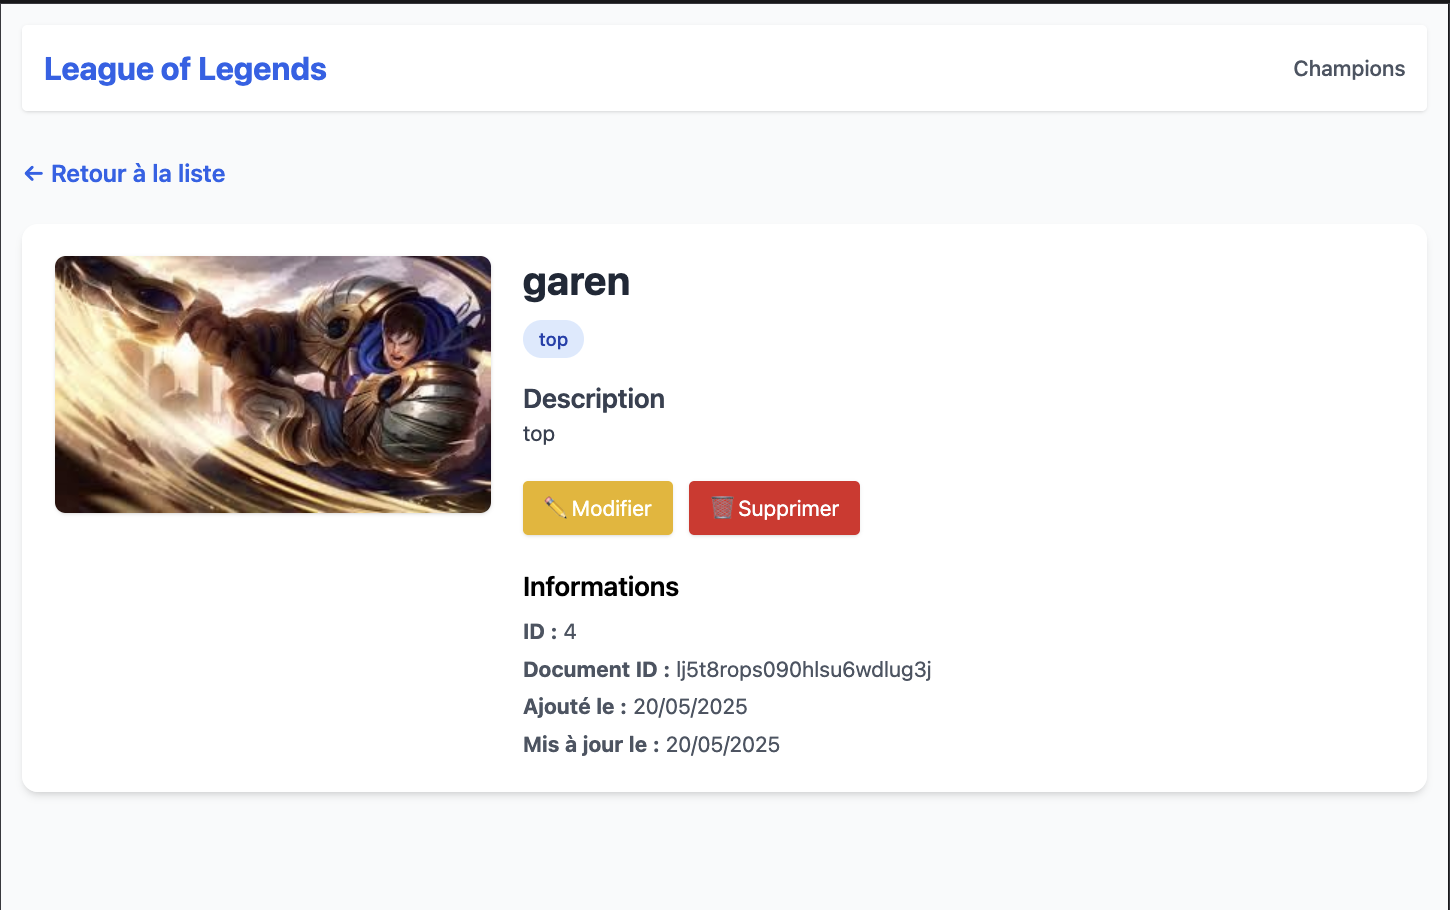 League of Legends
Champions
← Retour à la liste
garen
top
Description
top
✏️ Modifier
🗑️ Supprimer
Informations
ID : 4
Document ID : lj5t8rops090hlsu6wdlug3j
Ajouté le : 20/05/2025
Mis à jour le : 20/05/2025